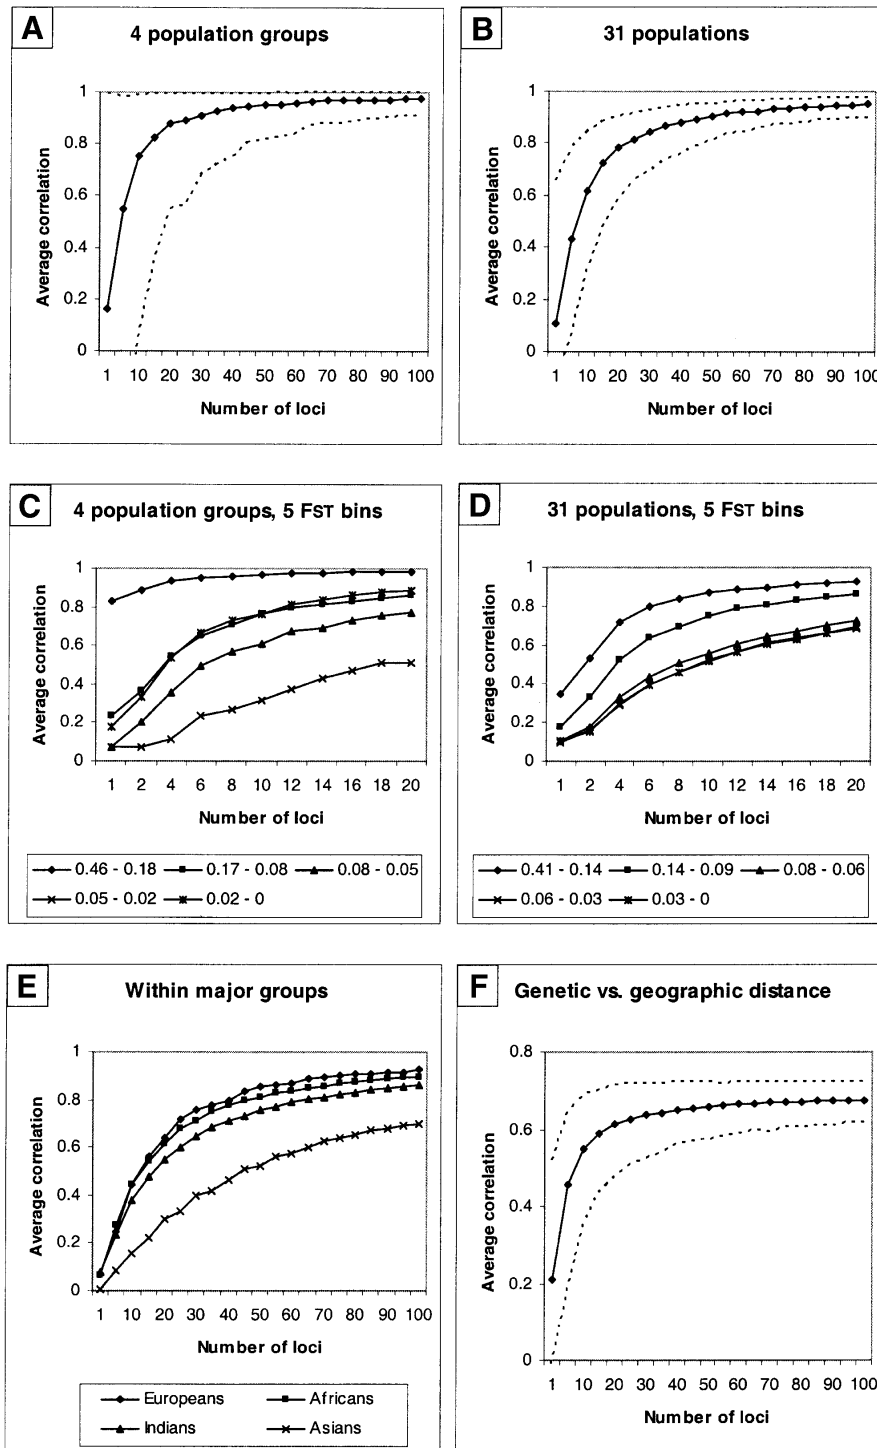 A
4 population groups
1
0.8
0.6
0.4
0.2
0
Average correlation
1 10 20 30 40 50 60 70 80 90 100
Number of loci
B
31 populations
1
0.8
0.6
0.4
0.2
0
Average correlation
1 10 20 30 40 50 60 70 80 90 100
Number of loci
C
4 population groups, 5 FST bins
1
0.8
0.6
0.4
0.2
0
Average correlation
1 2 4 6 8 10 12 14 16 18 20
Number of loci
0.46 - 0.18 0.17 - 0.08 0.08 - 0.05
0.05 - 0.02 0.02 - 0
D
31 populations, 5 FST bins
1
0.8
0.6
0.4
0.2
0
Average correlation
1 2 4 6 8 10 12 14 16 18 20
Number of loci
0.41 - 0.14 0.14 - 0.09 0.08 - 0.06
0.06 - 0.03 0.03 - 0
E
Within major groups
1
0.8
0.6
0.4
0.2
0
Average correlation
1 10 20 30 40 50 60 70 80 90 100
Number of loci
Europeans Africans
Indians Asians
F
Genetic vs. geographic distance
0.8
0.6
0.4
0.2
0
Average correlation
1 10 20 30 40 50 60 70 80 90 100
Number of loci